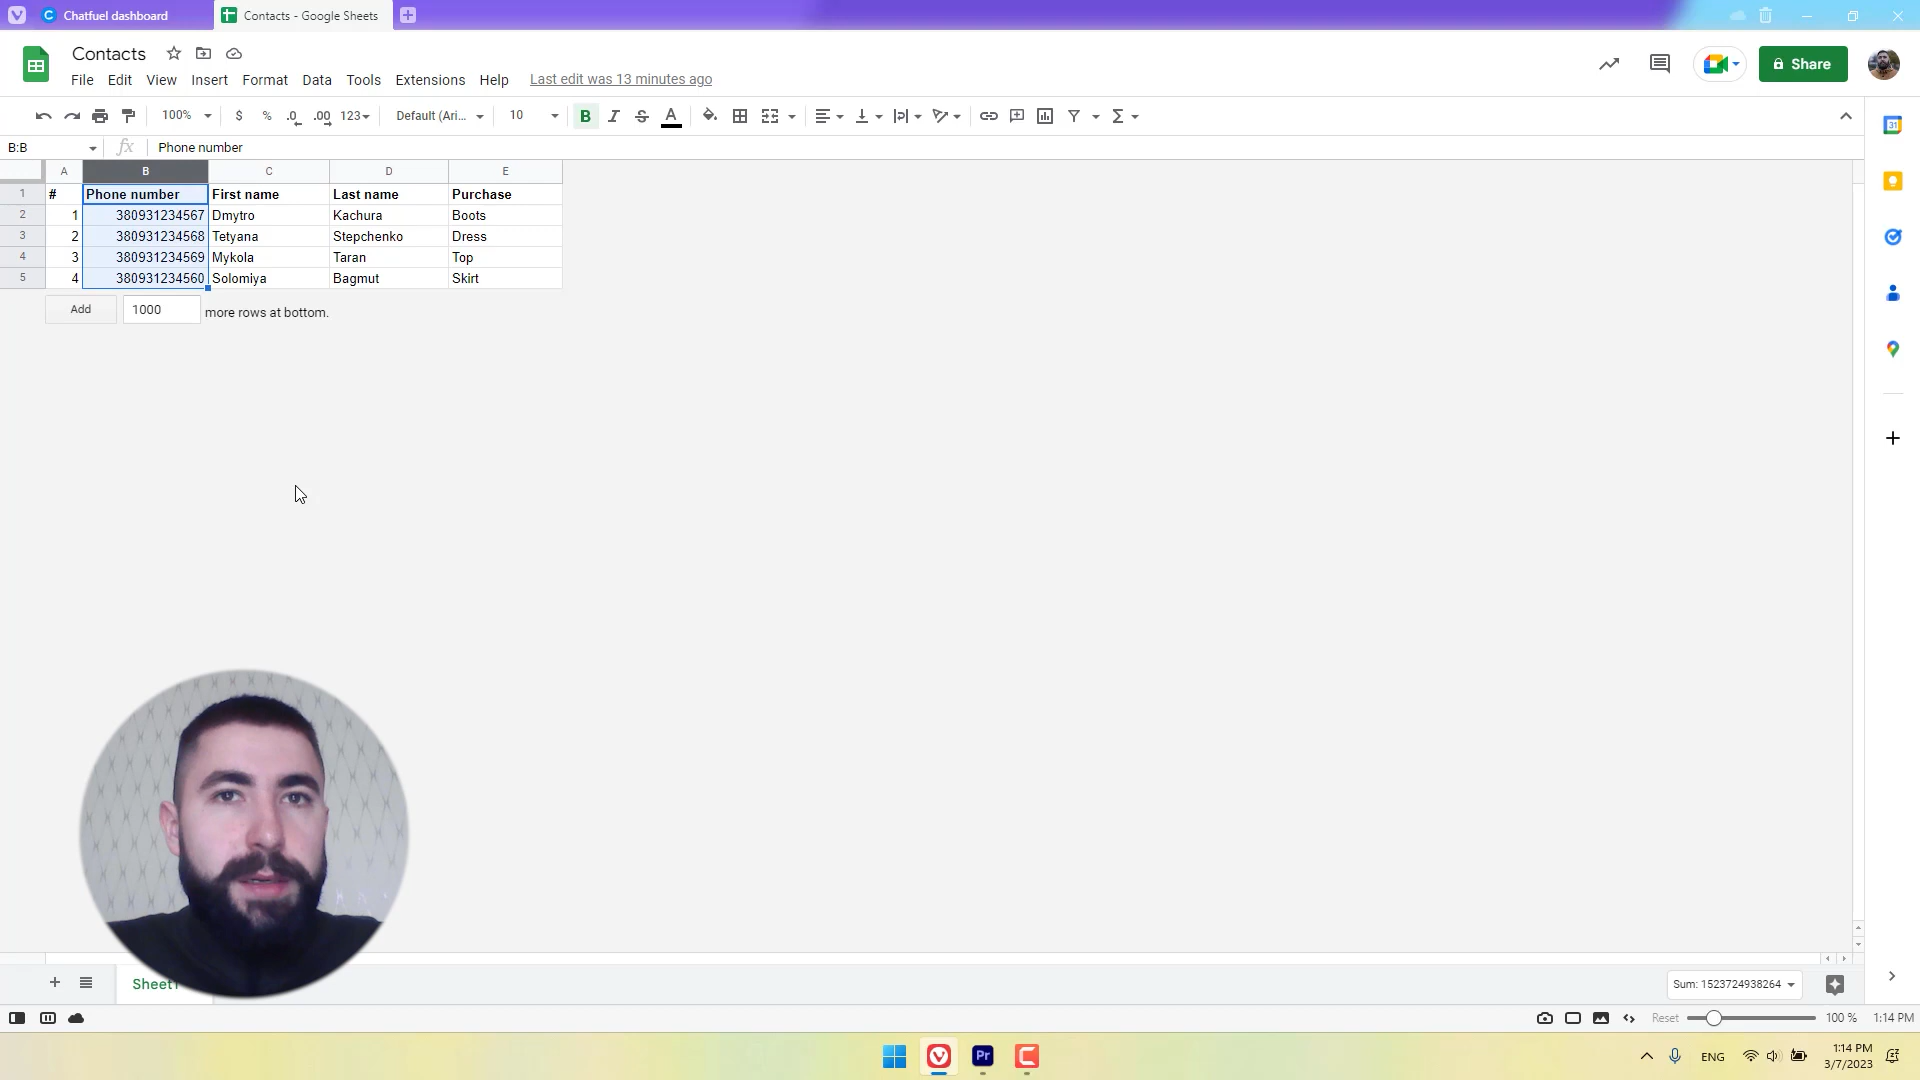 Chatfuel dashboard
Contacts - Google Sheets
Contacts
File Edit View Insert Format Data Tools Extensions Help Last edit was 13 minutes ago
Share
100% $ % .0 .00 123 Default (Ari... 10 B I S A
B:B fx Phone number
A B C D E
1 # Phone number First name Last name Purchase
2 1 380931234567 Dmytro Kachura Boots
3 2 380931234568 Tetyana Stepchenko Dress
4 3 380931234569 Mykola Taran Top
5 4 380931234560 Solomiya Bagmut Skirt
Add 1000 more rows at bottom.
31
Sheet1
Sum: 1523724938264
Reset 100 % 1:14 PM
Pr
ENG
1:14 PM
3/7/2023